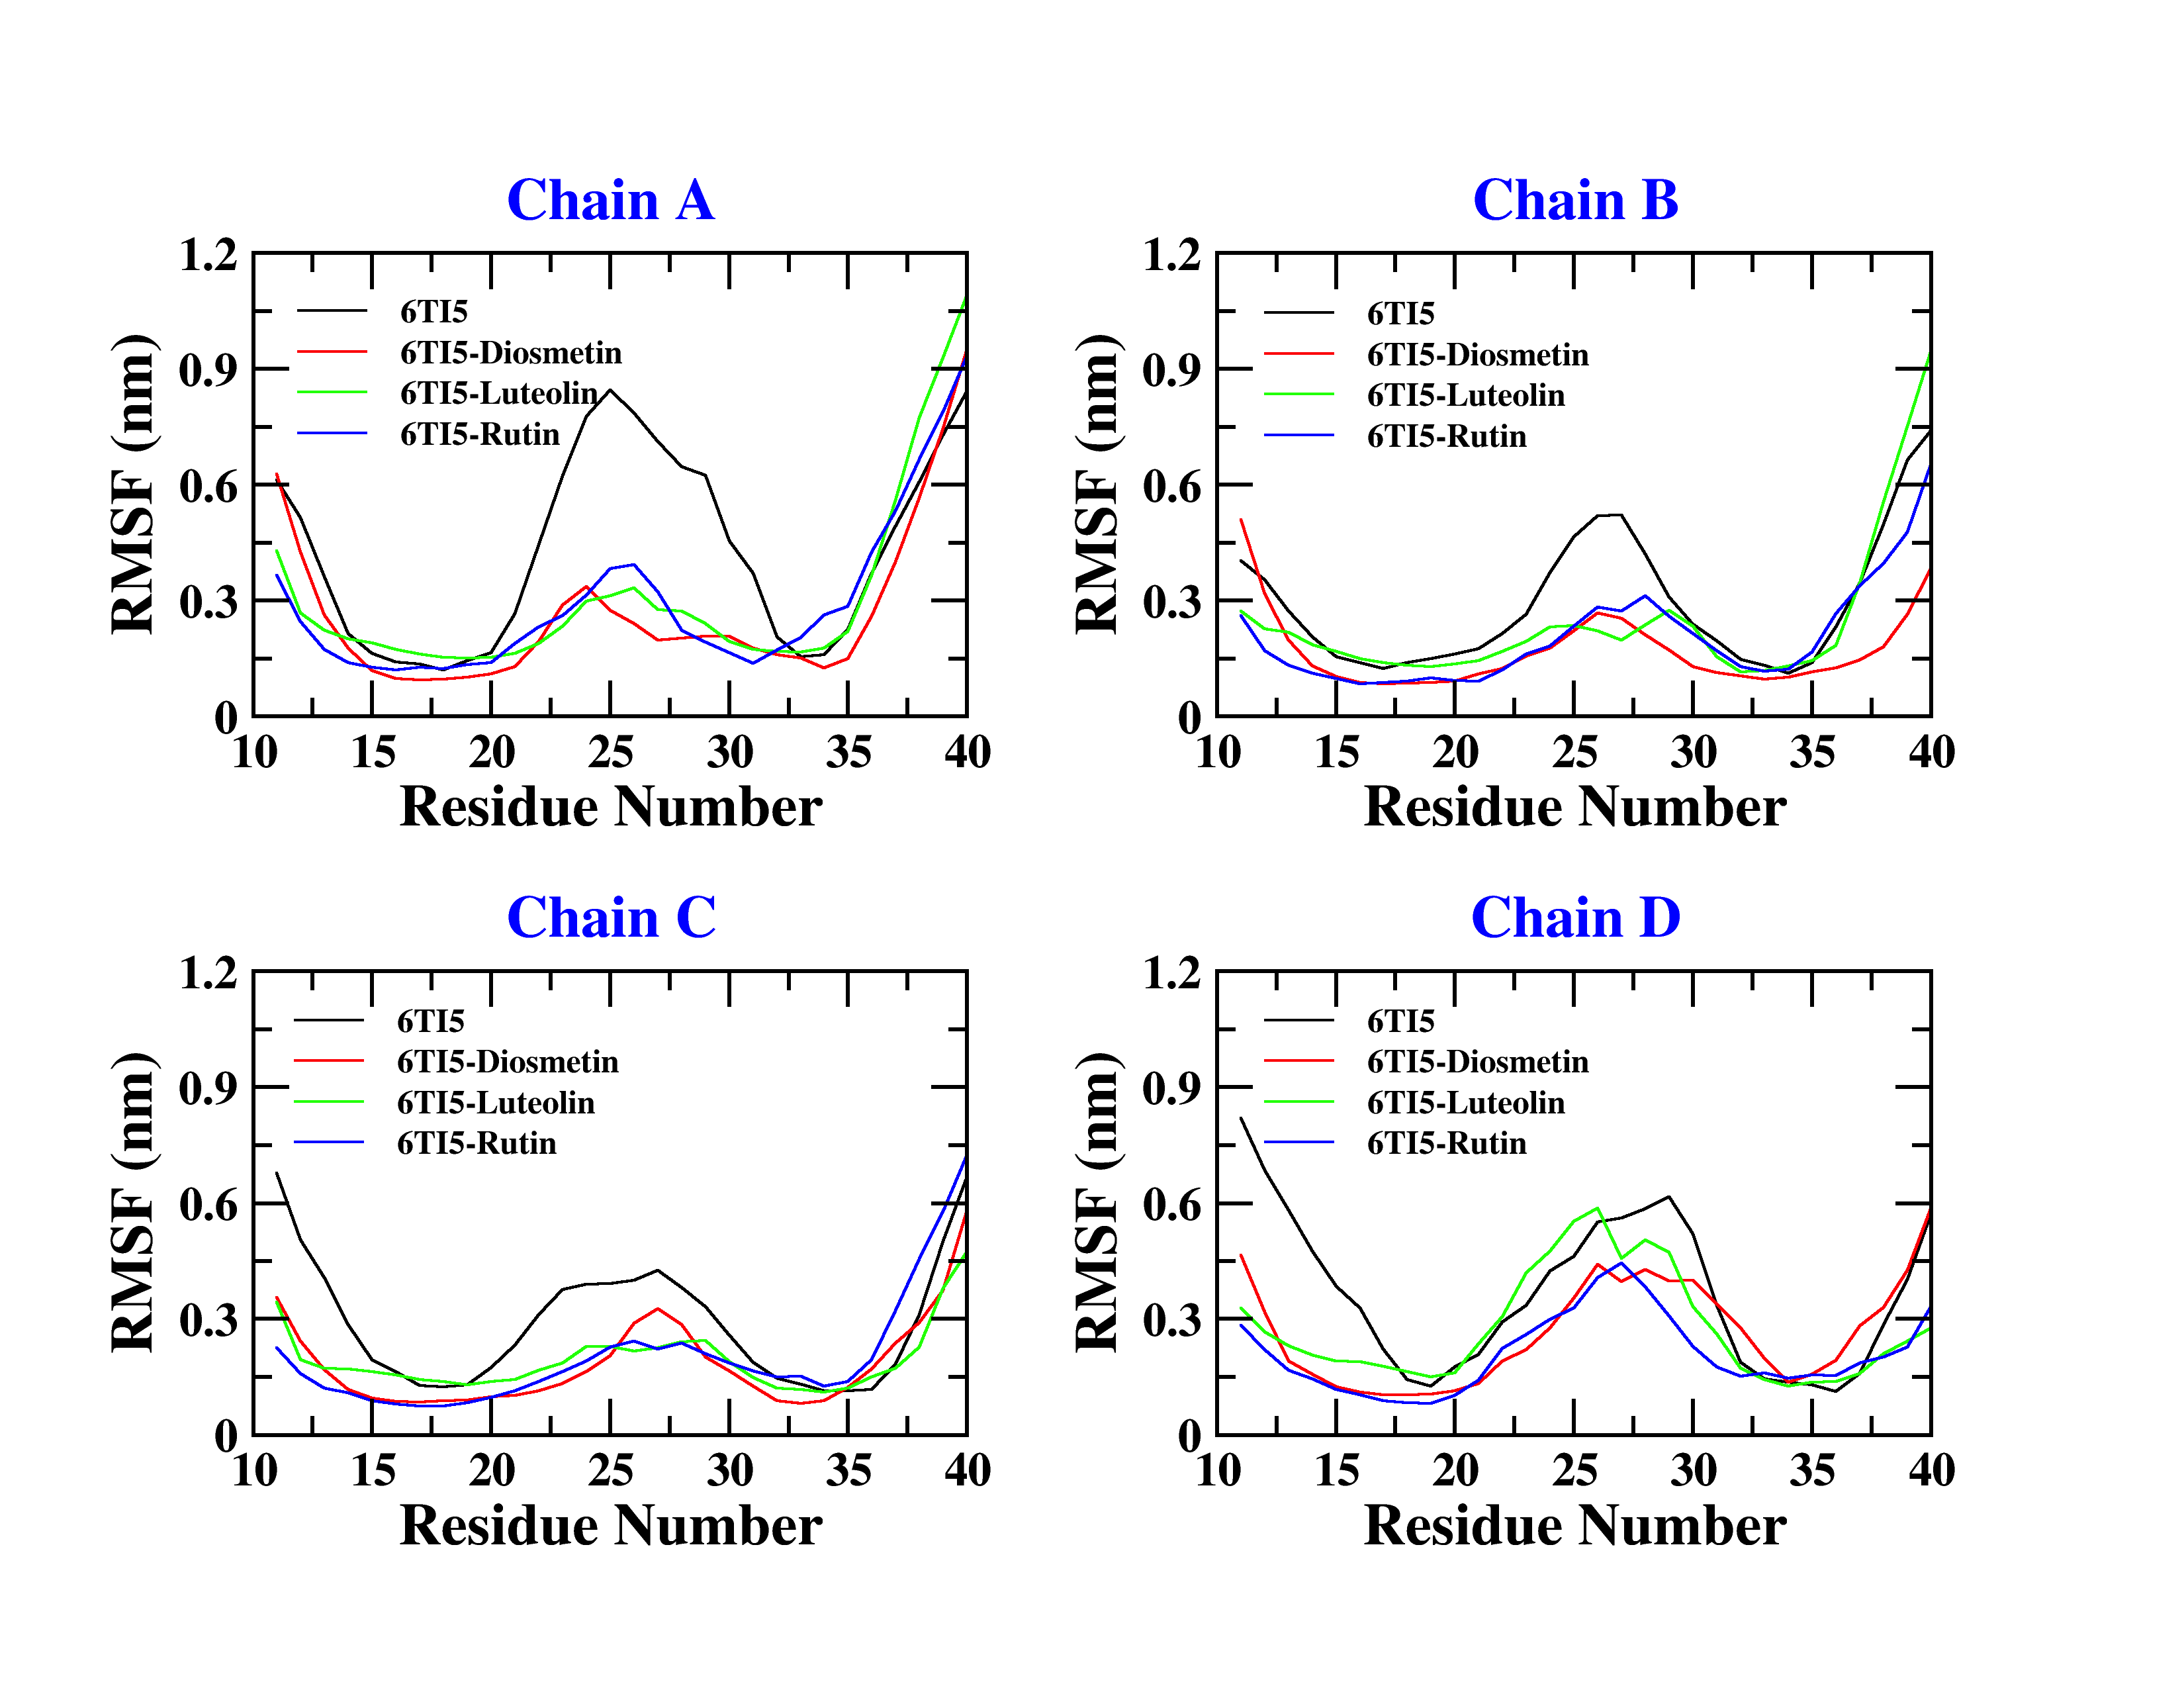 Chain A
1.2
0.9
0.6
0.3
0
RMSF (nm)
6TI5
6TI5-Diosmetin
6TI5-Luteolin
6TI5-Rutin
10 15 20 25 30 35 40
Residue Number
Chain B
1.2
0.9
0.6
0.3
0
RMSF (nm)
6TI5
6TI5-Diosmetin
6TI5-Luteolin
6TI5-Rutin
10 15 20 25 30 35 40
Residue Number
Chain C
1.2
0.9
0.6
0.3
0
RMSF (nm)
6TI5
6TI5-Diosmetin
6TI5-Luteolin
6TI5-Rutin
10 15 20 25 30 35 40
Residue Number
Chain D
1.2
0.9
0.6
0.3
0
RMSF (nm)
6TI5
6TI5-Diosmetin
6TI5-Luteolin
6TI5-Rutin
10 15 20 25 30 35 40
Residue Number